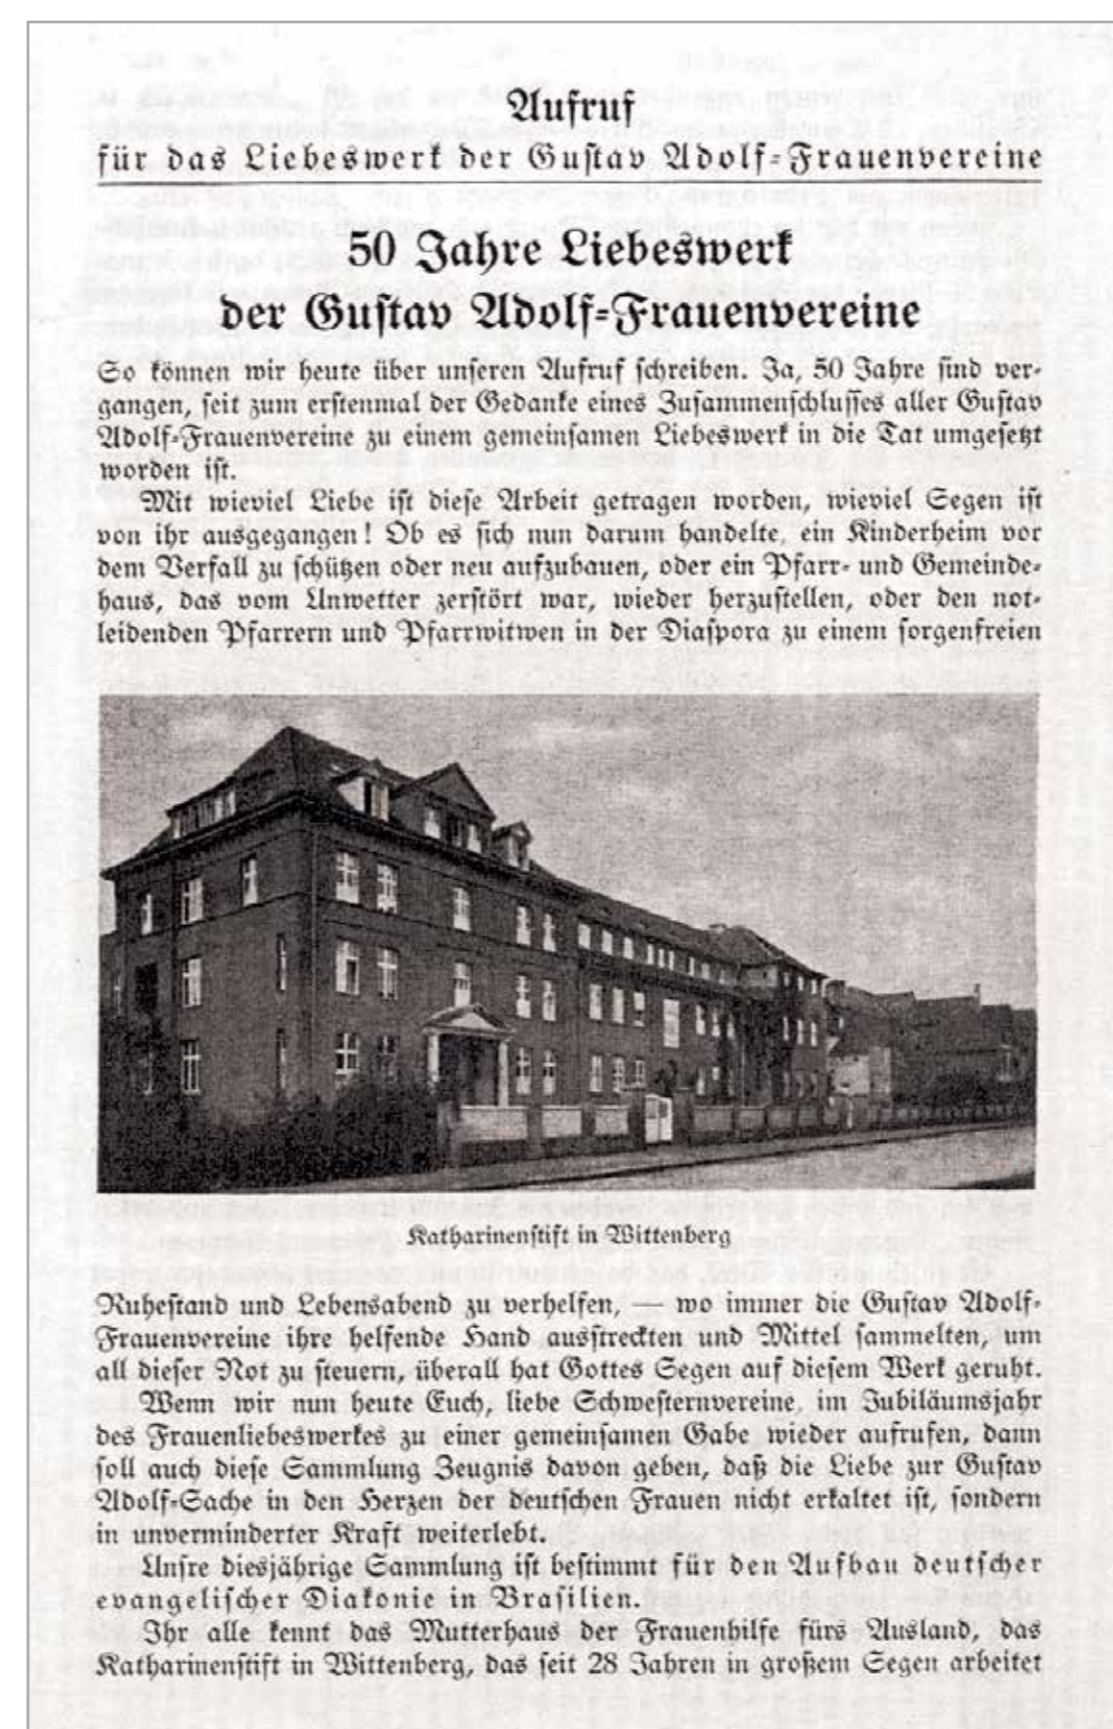 Aufruf
für das Liebeswerk der Gustav Adolf-Frauenvereine
50 Jahre Liebeswerk
der Gustav Adolf-Frauenvereine
So können wir heute über unseren Aufruf schreiben. Ja, 50 Jahre sind ver-
gangen, seit zum erstenmal der Gedanke eines Zusammenschlusses aller Gustav
Adolf-Frauenvereine zu einem gemeinsamen Liebeswerk in die Tat umgesetzt
worden ist.
Mit wieviel Liebe ist diese Arbeit getragen worden, wieviel Segen ist
von ihr ausgegangen! Ob es sich nun darum handelte, ein Kinderheim vor
dem Verfall zu schützen oder neu aufzubauen, oder ein Pfarr- und Gemeinde-
haus, das vom Unwetter zerstört war, wieder herzustellen, oder den not-
leidenden Pfarrern und Pfarrwitwen in der Diaspora zu einem sorgenfreien
Katharinenstift in Wittenberg
Ruhestand und Lebensabend zu verhelfen, — wo immer die Gustav Adolf-
Frauenvereine ihre helfende Hand ausstreckten und Mittel sammelten, um
all dieser Not zu steuern, überall hat Gottes Segen auf diesem Werk geruht.
Wenn wir nun heute Euch, liebe Schwesternvereine, im Jubiläumsjahr
des Frauenliebeswerkes zu einer gemeinsamen Gabe wieder aufrufen, dann
soll auch diese Sammlung Zeugnis davon geben, daß die Liebe zur Gustav
Adolf-Sache in den Herzen der deutschen Frauen nicht erkaltet ist, sondern
in unverminderter Kraft weiterlebt.
Unsre diesjährige Sammlung ist bestimmt für den Aufbau deutscher
evangelischer Diakonie in Brasilien.
Ihr alle kennt das Mutterhaus der Frauenhilfe fürs Ausland, das
Katharinenstift in Wittenberg, das seit 28 Jahren in großem Segen arbeitet